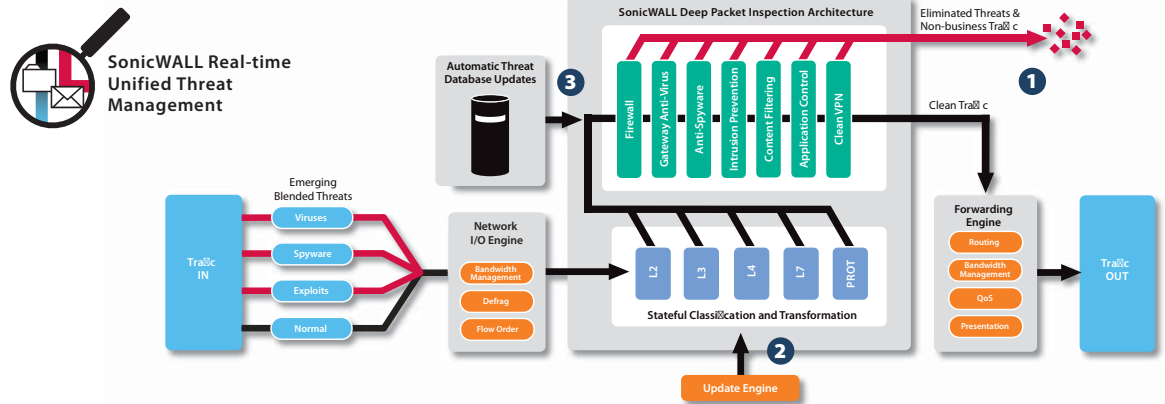 SonicWALL Real-time
Unified Threat
Management
SonicWALL Deep Packet Inspection Architecture
Eliminated Threats &
Non-business Tra□ c
1
Automatic Threat
Database Updates
3
Firewall
Gateway Anti-Virus
Anti-Spyware
Intrusion Prevention
Content Filtering
Application Control
Clean VPN
Clean Tra□ c
Emerging
Blended Threats
Tra□c
IN
Viruses
Spyware
Exploits
Normal
Network
I/O Engine
Bandwidth
Management
Defrag
Flow Order
L2
L3
L4
L7
PROT
Stateful Classi□cation and Transformation
2
Update Engine
Forwarding
Engine
Routing
Bandwidth
Management
QoS
Presentation
Tra□c
OUT